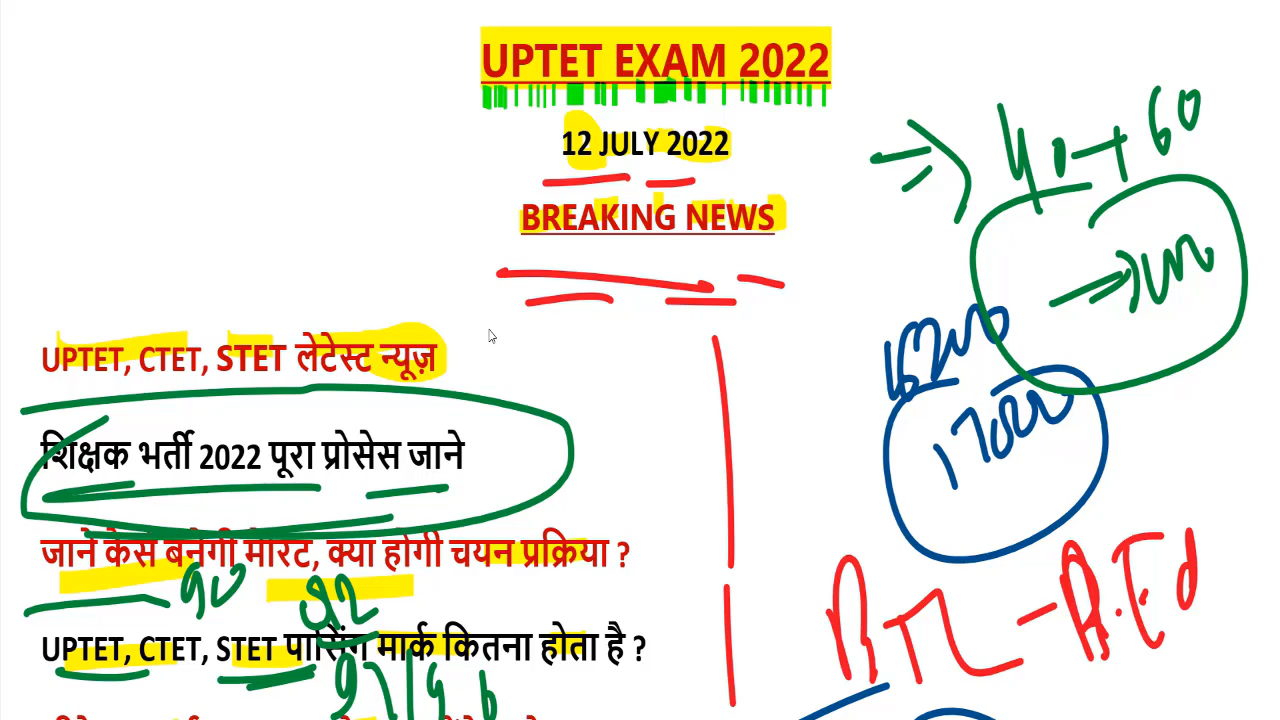 UPTET EXAM 2022
12 JULY 2022
BREAKING NEWS
40 + 60
UPTET, CTET, STET लेटेस्ट न्यूज़
17000
शिक्षक भर्ती 2022 पूरा प्रोसेस जाने
जाने केसे बनेगी मेरिट, क्या होगी चयन प्रक्रिया ?
90
B.Ed
UPTET, CTET, STET पासिंग मार्क कितना होता है ?